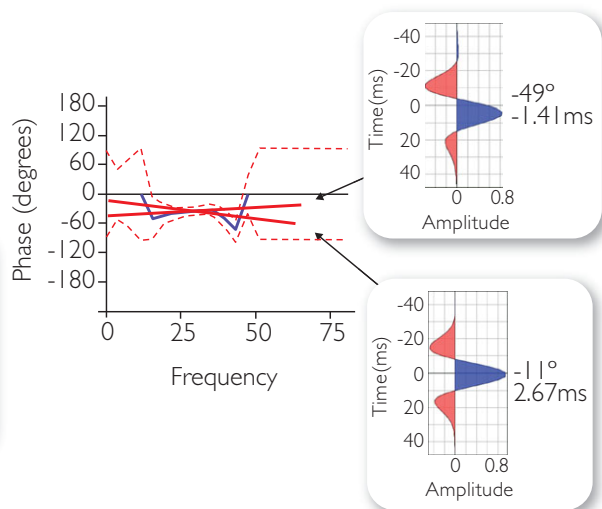 180
120
60
0
-60
-120
-180
Phase (degrees)
0 25 50 75
Frequency
-40
-20
0
20
40
Time(ms)
0 0.8
Amplitude
-49°
-1.41ms
-40
-20
0
20
40
Time(ms)
0 0.8
Amplitude
-11°
2.67ms